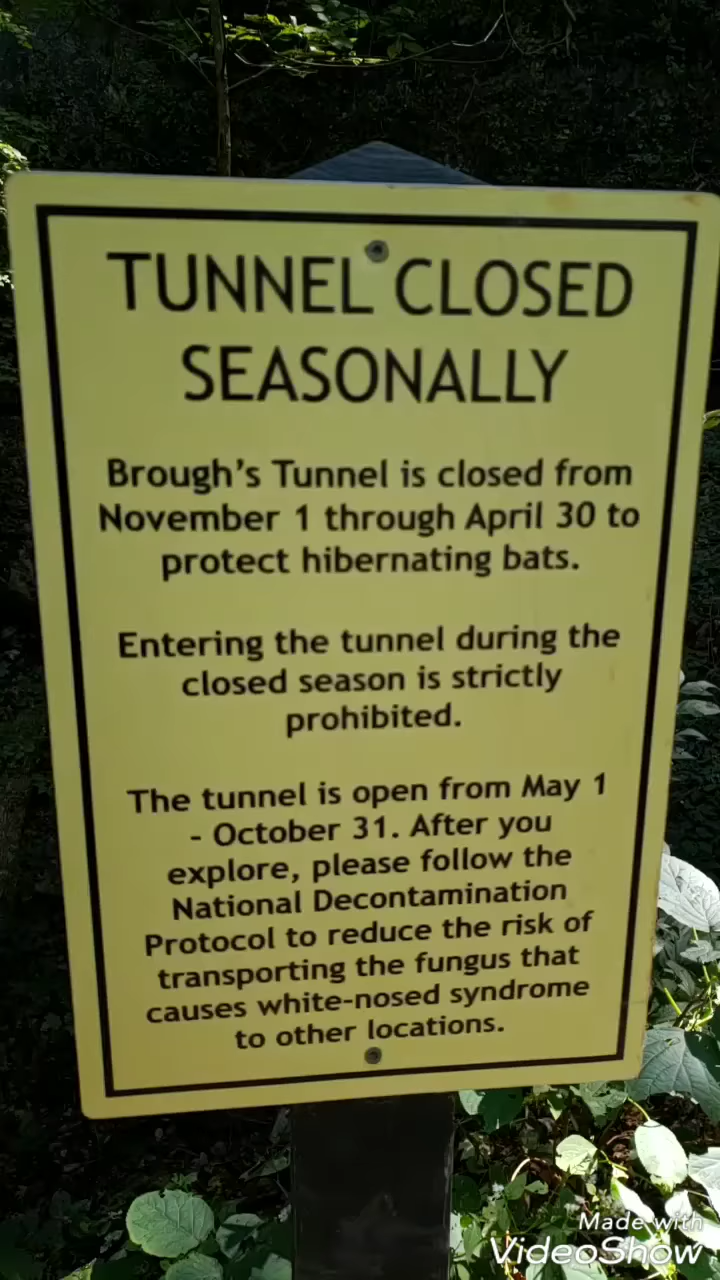 TUNNEL CLOSED
SEASONALLY
Brough's Tunnel is closed from
November 1 through April 30 to
protect hibernating bats.
Entering the tunnel during the
closed season is strictly
prohibited.
The tunnel is open from May 1
- October 31. After you
explore, please follow the
National Decontamination
Protocol to reduce the risk of
transporting the fungus that
causes white-nosed syndrome
to other locations.
Made with
VideoShow